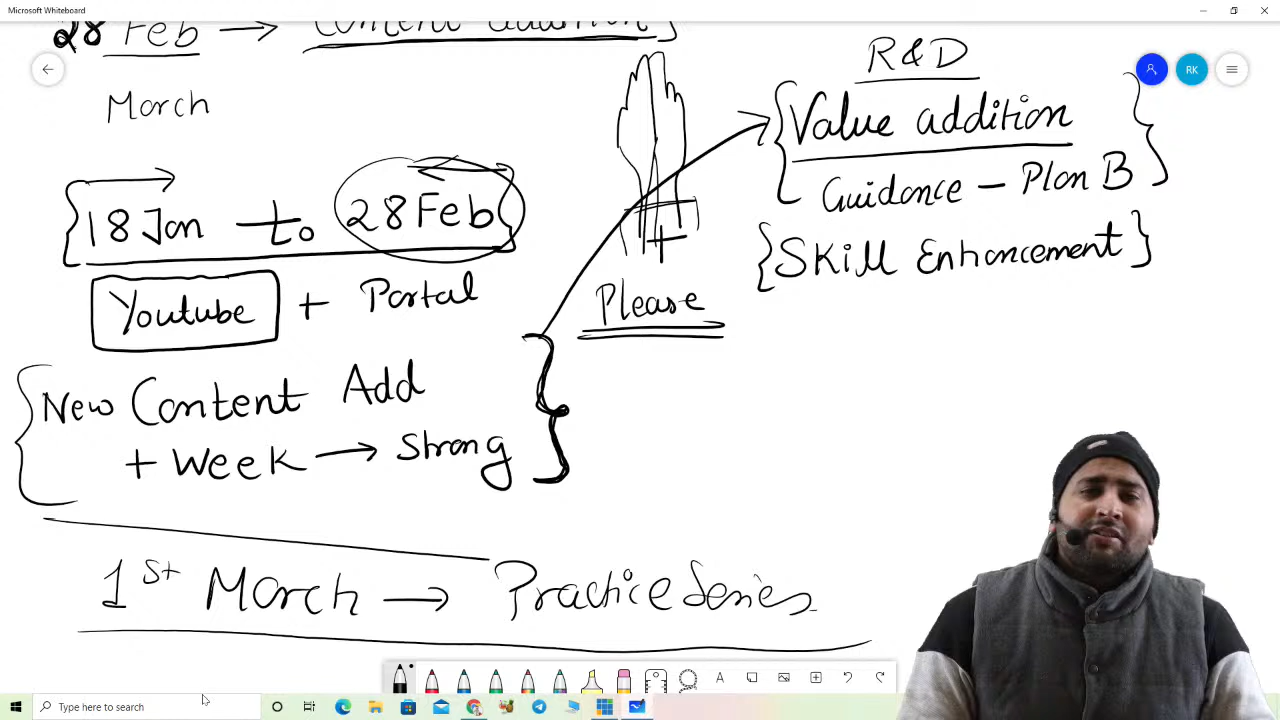 Microsoft Whiteboard
28 Feb → Content addition}
March
{18 Jan to 28 Feb}
Youtube + Portal
{New Content Add
+ Week → Strong}
Please
R&D
{Value addition
Guidance - Plan B}
{Skill Enhancement}
RK
1st March → Practice Series
A
Type here to search